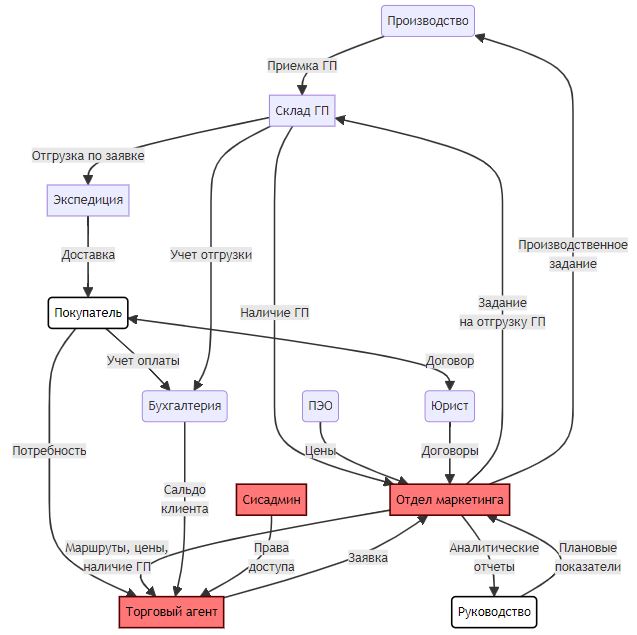 Производство
Приемка ГП
Склад ГП
Отгрузка по заявке
Экспедиция
Доставка
Учет отгрузки
Производственное
задание
Покупатель
Наличие ГП
Задание
на отгрузку ГП
Учет оплаты
Договор
Бухгалтерия
ПЭО
Юрист
Потребность
Цены
Договоры
Сальдо
клиента
Сисадмин
Отдел маркетинга
Маршруты, цены,
наличие ГП
Права
доступа
Заявка
Аналитические
отчеты
Плановые
показатели
Торговый агент
Руководство